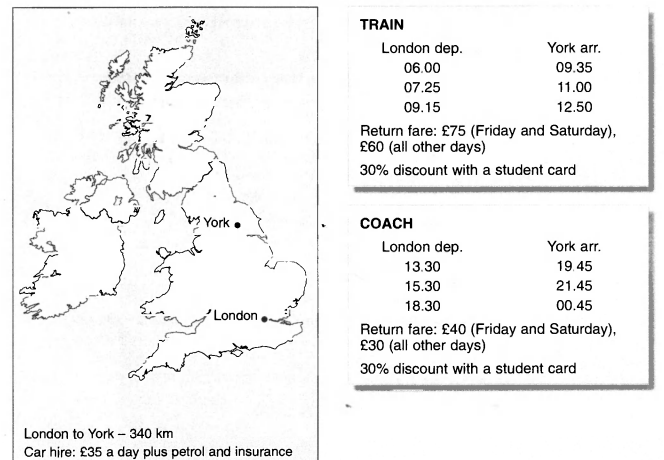 York
London
London to York – 340 km
Car hire: £35 a day plus petrol and insurance
TRAIN
London dep. York arr.
06.00 09.35
07.25 11.00
09.15 12.50
Return fare: £75 (Friday and Saturday),
£60 (all other days)
30% discount with a student card
COACH
London dep. York arr.
13.30 19.45
15.30 21.45
18.30 00.45
Return fare: £40 (Friday and Saturday),
£30 (all other days)
30% discount with a student card